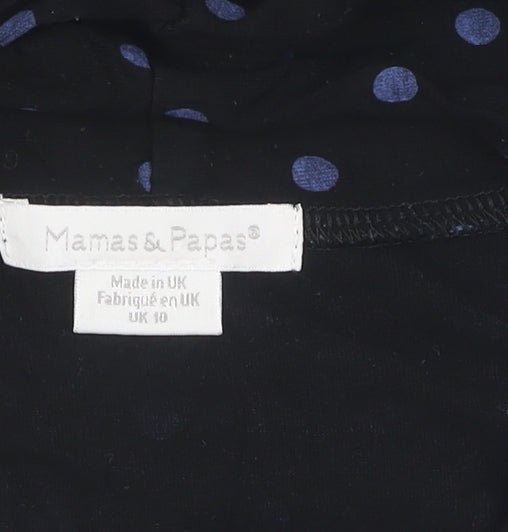 Mamas & Papas®
Made in UK
Fabriqué en UK
UK 10